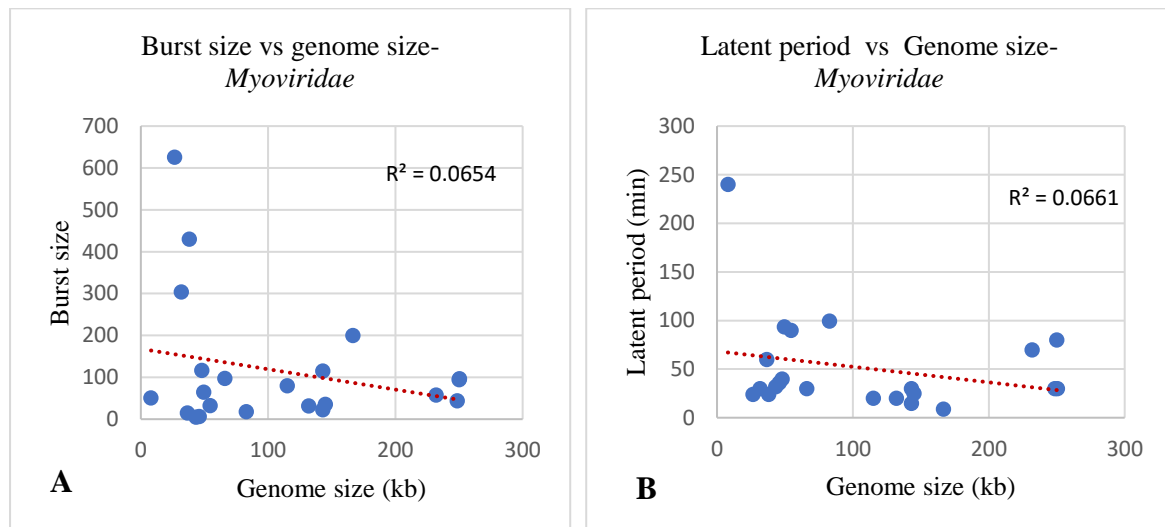 Burst size vs genome size-
Myoviridae
700
600
500
400
300
200
100
0
0 100 200 300
Burst size
R² = 0.0654
Genome size (kb)
A
Latent period vs Genome size-
Myoviridae
300
250
200
150
100
50
0
0 100 200 300
Latent period (min)
R² = 0.0661
Genome size (kb)
B